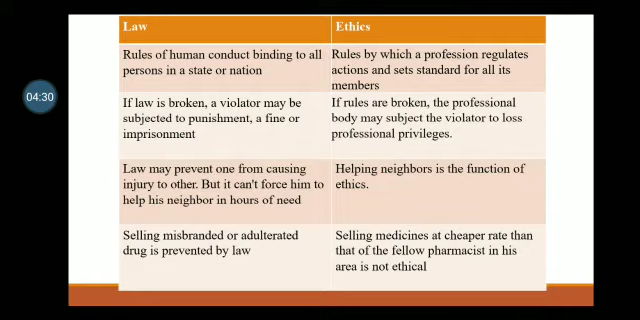 Law
Ethics
Rules of human conduct binding to all
persons in a state or nation
Rules by which a profession regulates
actions and sets standard for all its
members
If law is broken, a violator may be
subjected to punishment, a fine or
imprisonment
If rules are broken, the professional
body may subject the violator to loss
professional privileges.
Law may prevent one from causing
injury to other. But it can't force him to
help his neighbor in hours of need
Helping neighbors is the function of
ethics.
Selling misbranded or adulterated
drug is prevented by law
Selling medicines at cheaper rate than
that of the fellow pharmacist in his
area is not ethical
04:30